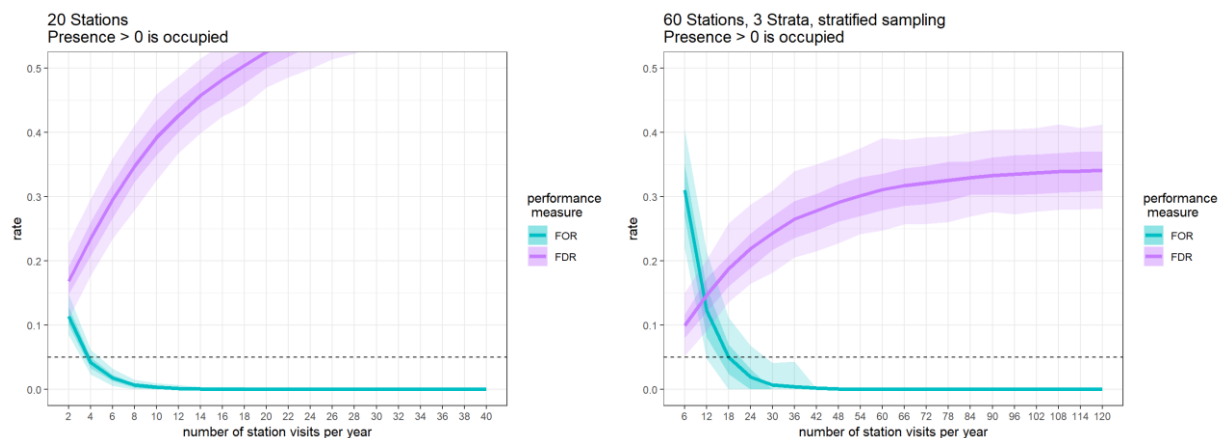 20 Stations
Presence > 0 is occupied
0.5
0.4
0.3
0.2
0.1
0.0
rate
2 4 6 8 10 12 14 16 18 20 22 24 26 28 30 32 34 36 38 40
number of station visits per year
performance
measure
FOR
FDR
60 Stations, 3 Strata, stratified sampling
Presence > 0 is occupied
0.5
0.4
0.3
0.2
0.1
0.0
rate
6 12 18 24 30 36 42 48 54 60 66 72 78 84 90 96 102 108 114 120
number of station visits per year
performance
measure
FOR
FDR